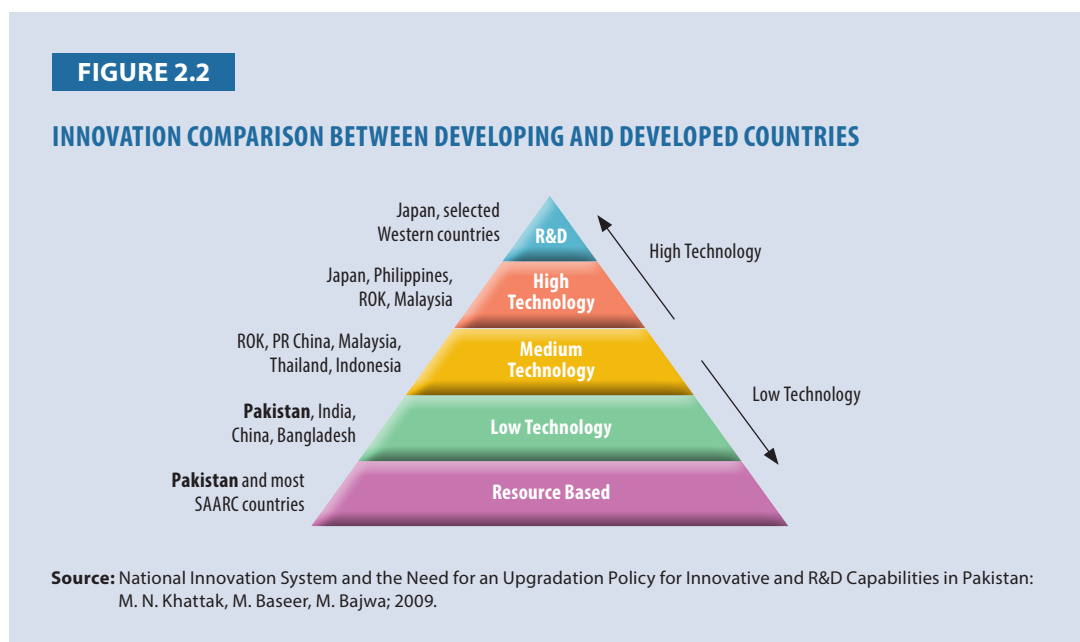 FIGURE 2.2
INNOVATION COMPARISON BETWEEN DEVELOPING AND DEVELOPED COUNTRIES
Japan, selected
Western countries
R&D
High Technology
Japan, Philippines,
ROK, Malaysia
High
Technology
ROK, PR China, Malaysia,
Thailand, Indonesia
Medium
Technology
Low Technology
Pakistan, India,
China, Bangladesh
Low Technology
Pakistan and most
SAARC countries
Resource Based
Source: National Innovation System and the Need for an Upgradation Policy for Innovative and R&D Capabilities in Pakistan:
M. N. Khattak, M. Baseer, M. Bajwa; 2009.